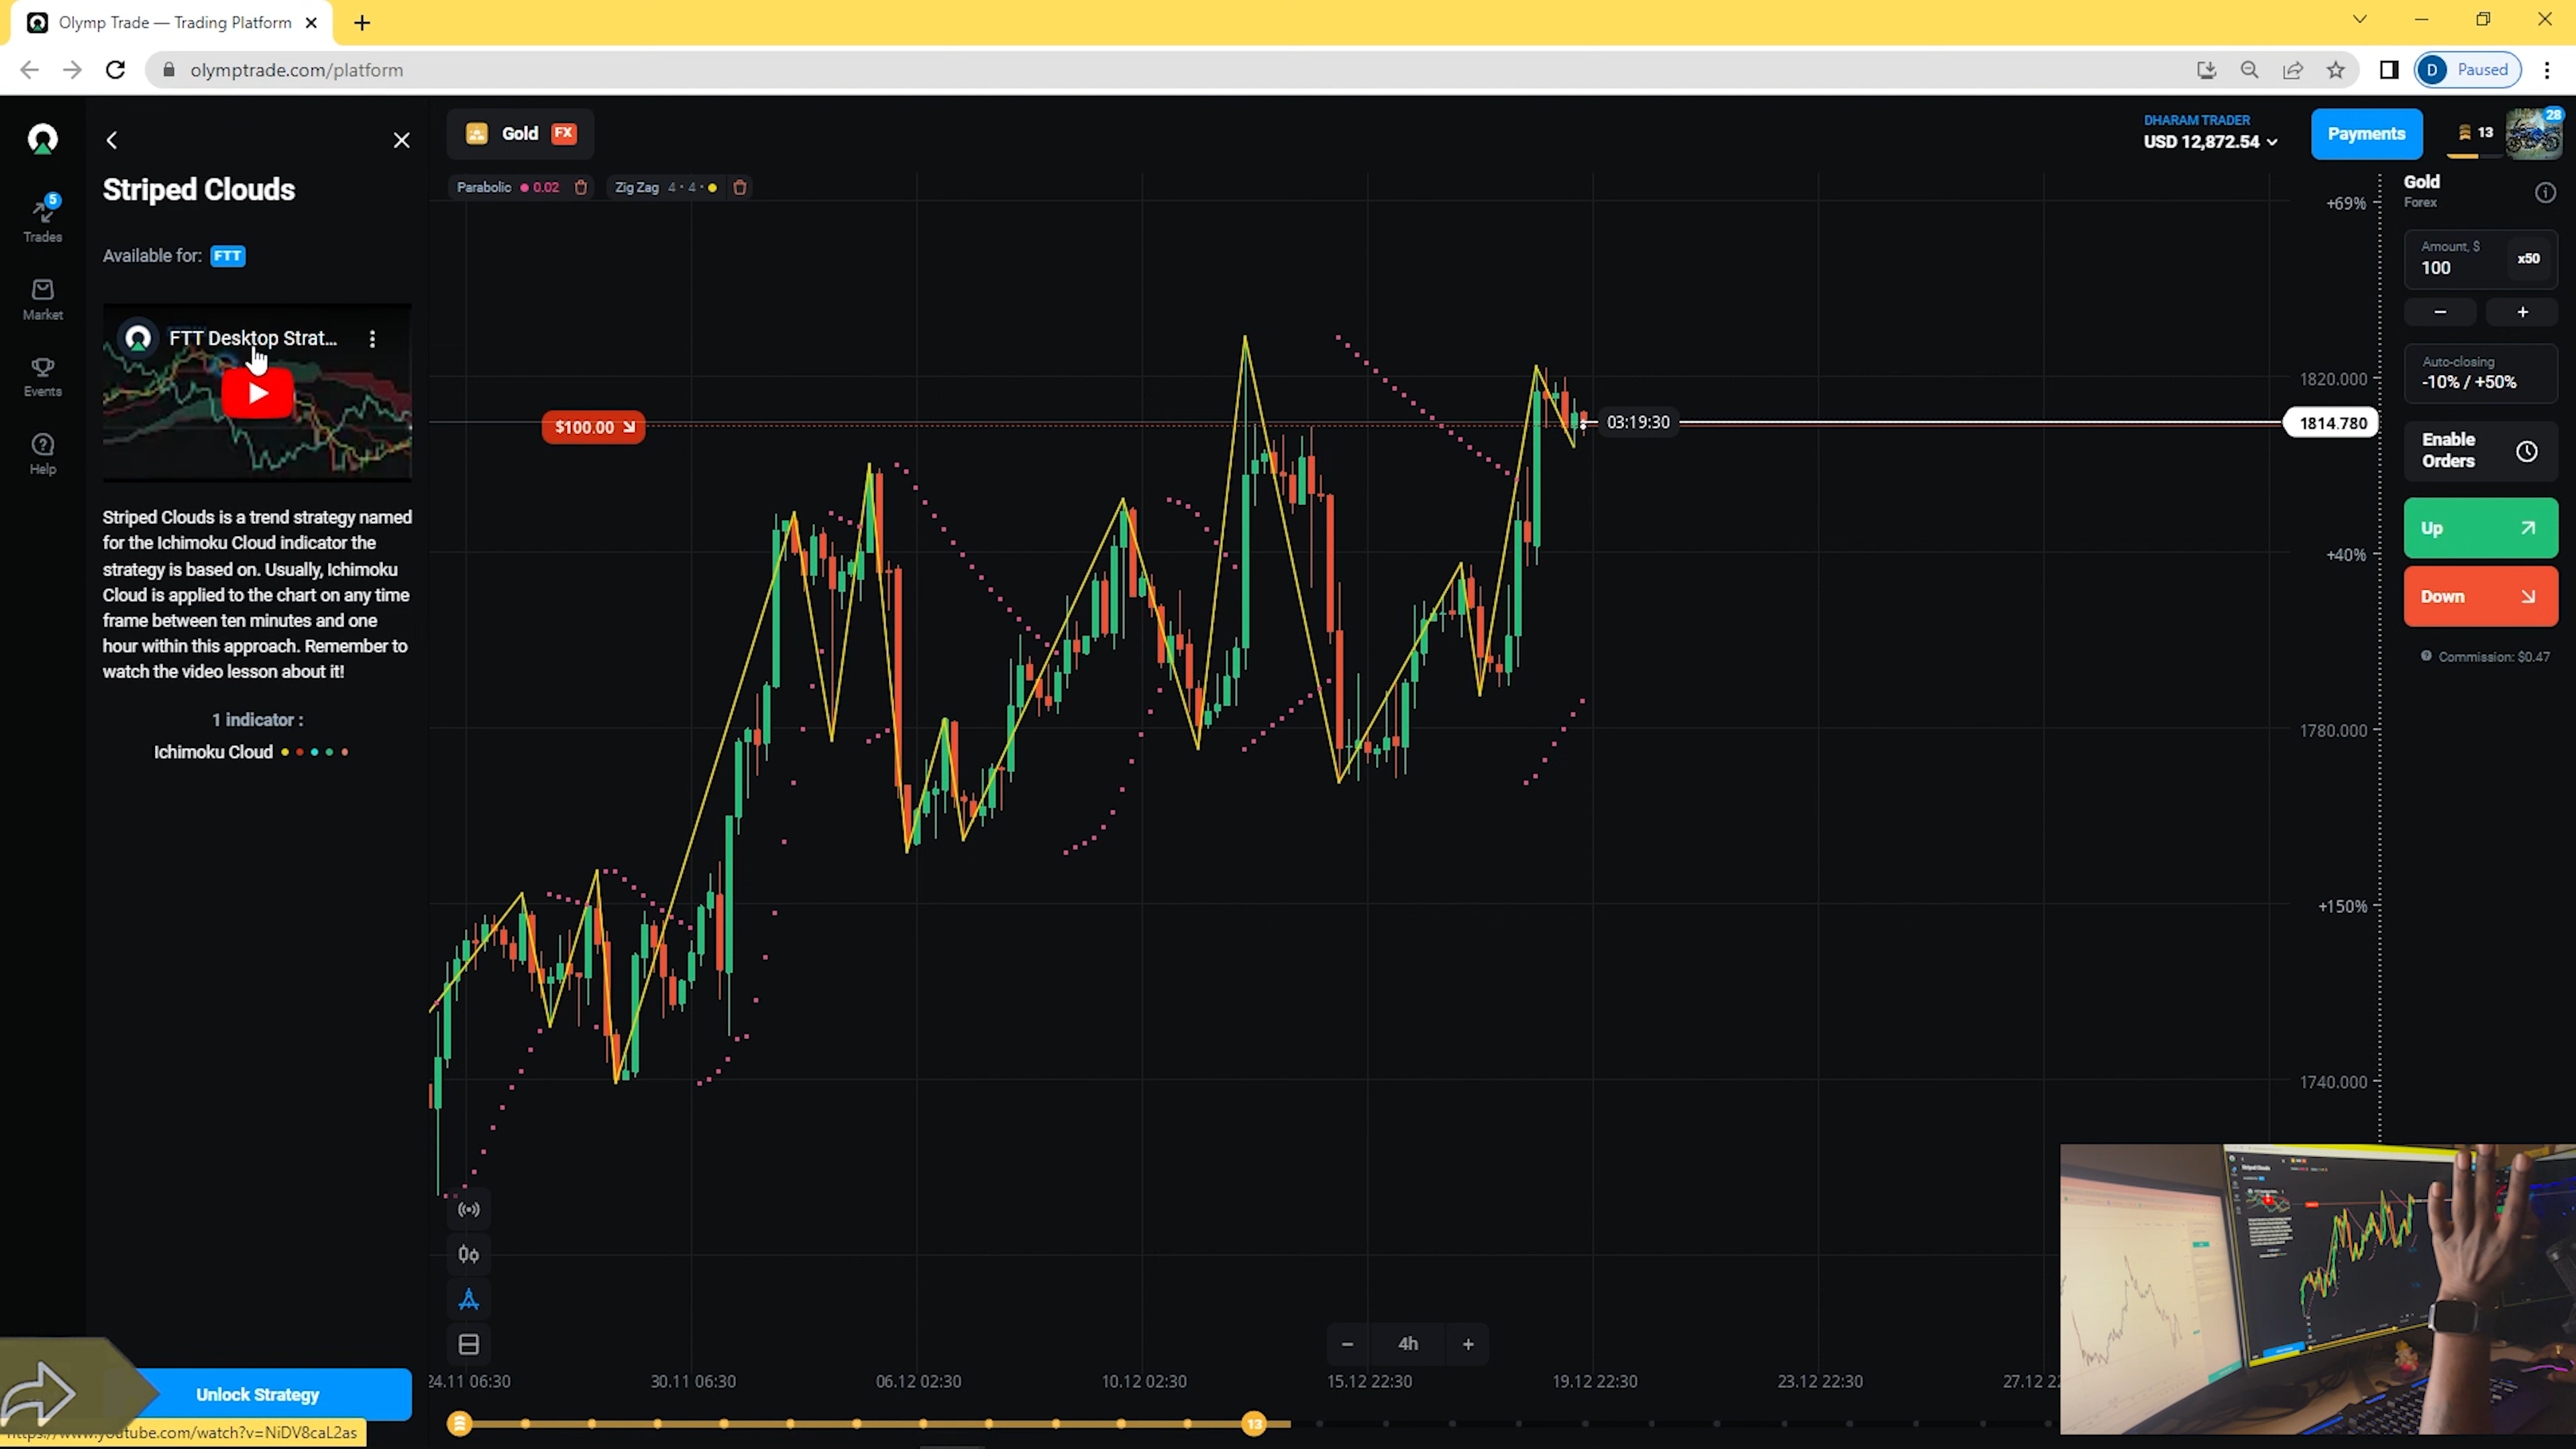 Olymp Trade — Trading Platform
olymptrade.com/platform
D Paused
Striped Clouds
Available for: FTT
FTT Desktop Strat...
Striped Clouds is a trend strategy named
for the Ichimoku Cloud indicator the
strategy is based on. Usually, Ichimoku
Cloud is applied to the chart on any time
frame between ten minutes and one
hour within this approach. Remember to
watch the video lesson about it!
1 indicator :
Ichimoku Cloud
Unlock Strategy
https://www.youtube.com/watch?v=NiDV8caL2as
5
Trades
Market
Events
Help
Gold FX
Parabolic 0.02
Zig Zag 4 • 4 •
$100.00
03:19:30
DHARAM TRADER
USD 12,872.54
Payments
13
28
+69%
1820.000
1814.780
+40%
1780.000
+150%
1740.000
Gold
Forex
Amount, $
100
x50
Auto-closing
-10% / +50%
Enable
Orders
Up
Down
Commission: $0.47
4h
24.11 06:30
30.11 06:30
06.12 02:30
10.12 02:30
15.12 22:30
19.12 22:30
23.12 22:30
27.12 22
13